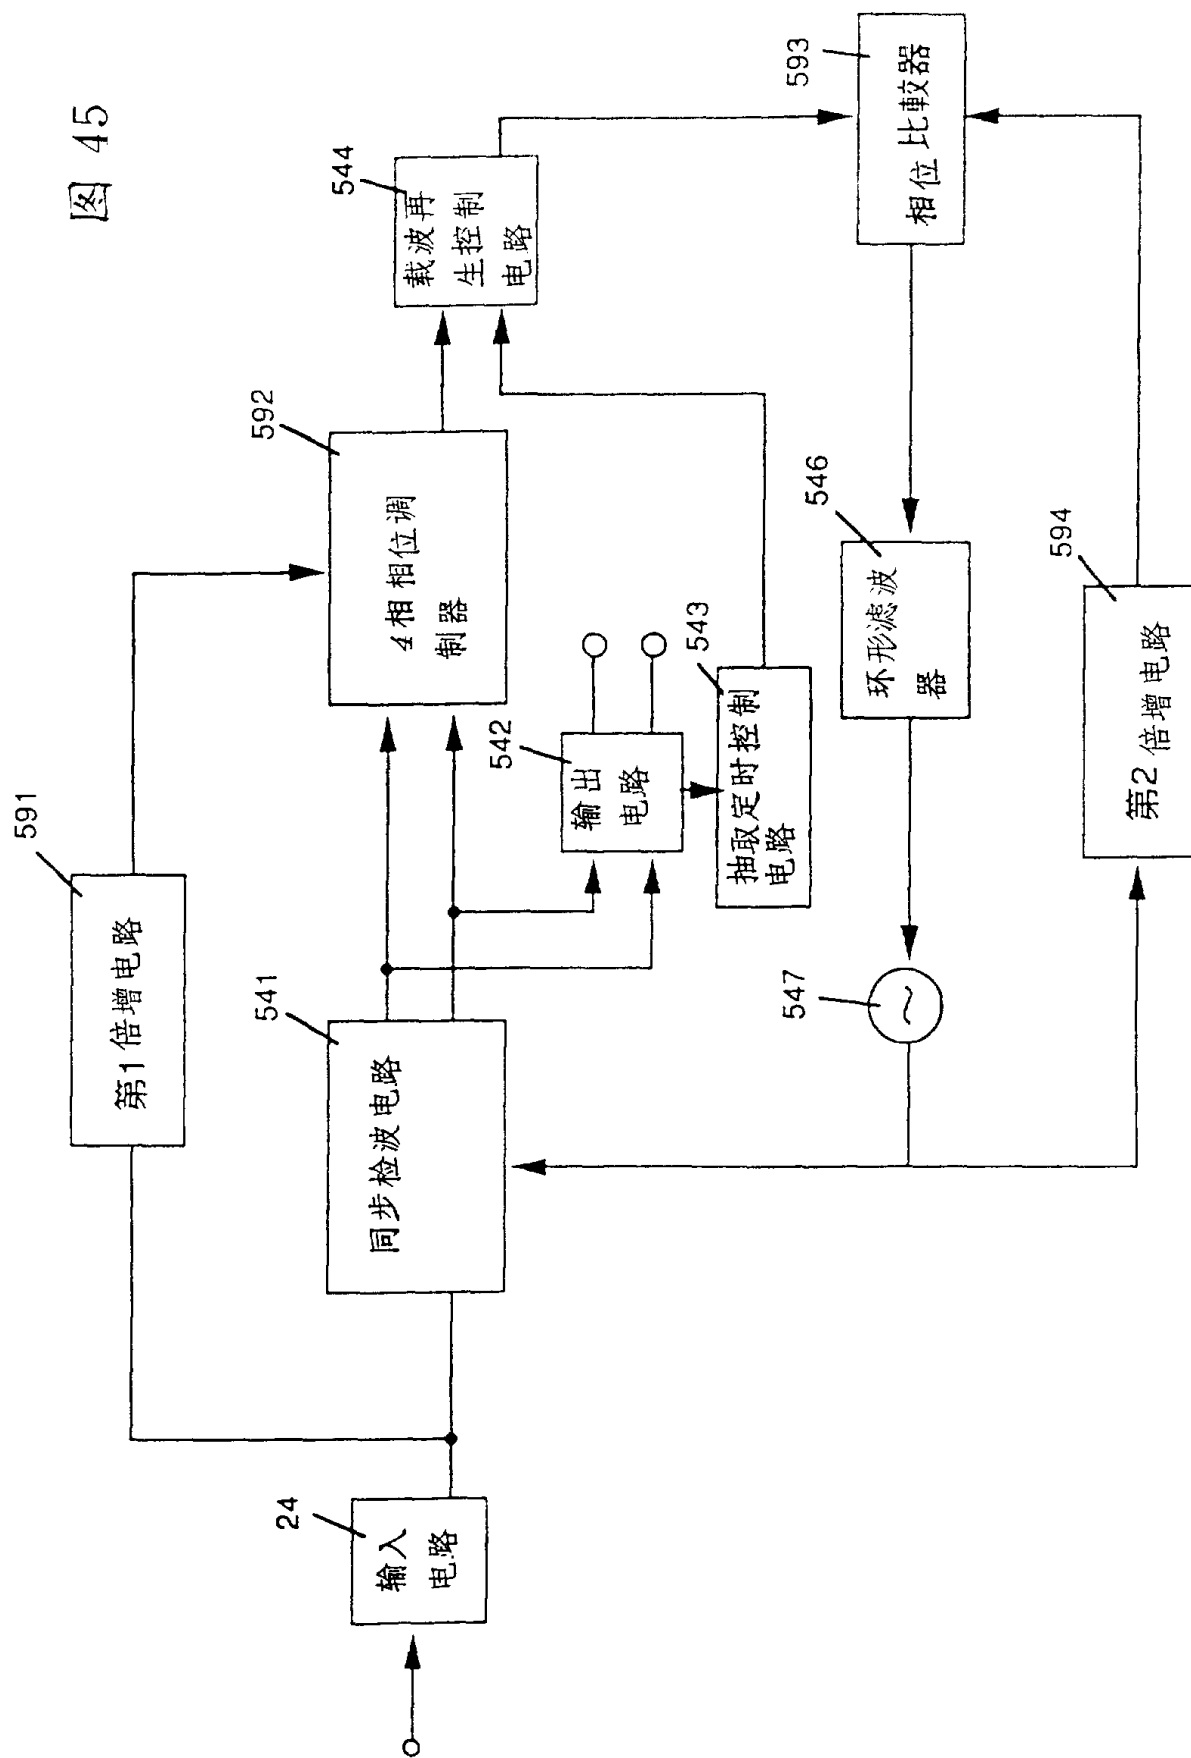 图 45
591
第1倍增电路
24
输入
电路
541
同步检波电路
592
4相相位调
制器
544
载波再
生控制
电路
542
输出
电路
543
抽取定时控制
电路
593
相位比較器
546
环形滤波
器
547
~
594
第2倍增电路